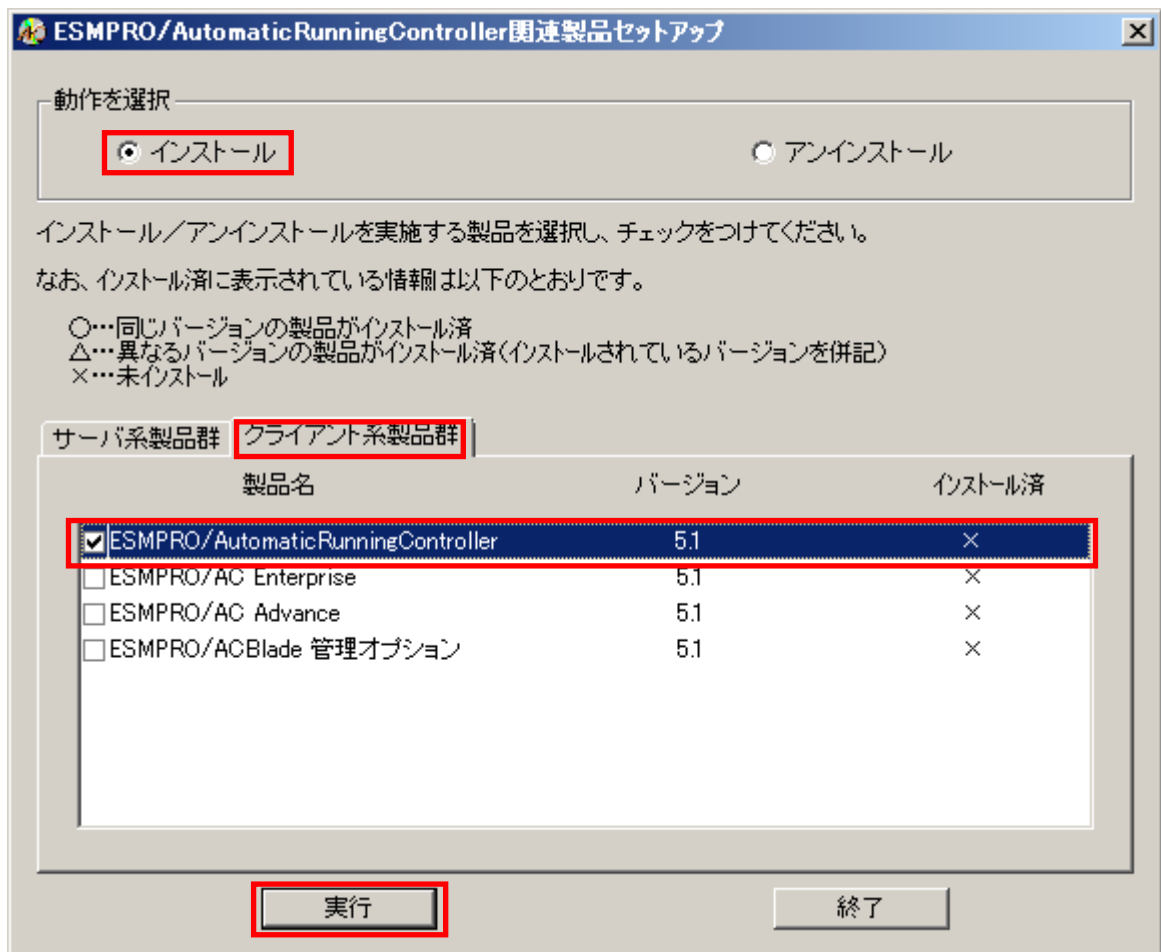 ESMPRO/AutomaticRunningController関連製品セットアップ
動作を選択
インストール
アンインストール
インストール／アンインストールを実施する製品を選択し、チェックをつけてください。
なお、インストール済に表示されている情報は以下のとおりです。
○…同じバージョンの製品がインストール済
△…異なるバージョンの製品がインストール済（インストールされているバージョンを併記）
×…未インストール
サーバ系製品群 クライアント系製品群
製品名 バージョン インストール済
ESMPRO/AutomaticRunningController 5.1 ×
ESMPRO/AC Enterprise 5.1 ×
ESMPRO/AC Advance 5.1 ×
ESMPRO/ACBlade 管理オプション 5.1 ×
実行 終了